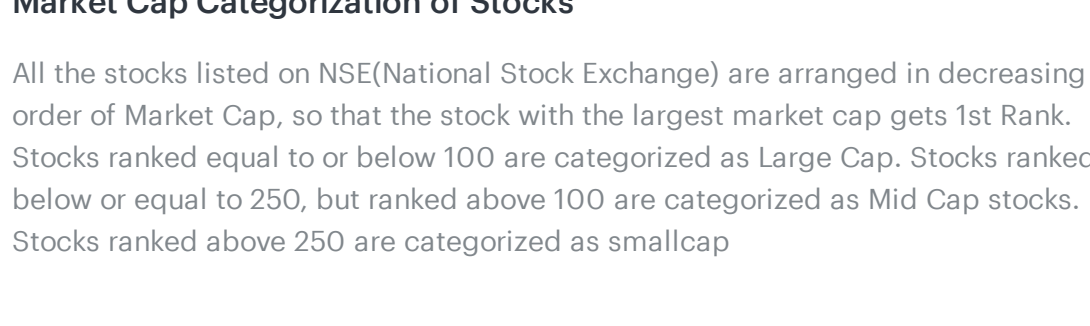 Market Cap Categorization of Stocks
All the stocks listed on NSE(National Stock Exchange) are arranged in decreasing
order of Market Cap, so that the stock with the largest market cap gets 1st Rank.
Stocks ranked equal to or below 100 are categorized as Large Cap. Stocks ranked
below or equal to 250, but ranked above 100 are categorized as Mid Cap stocks.
Stocks ranked above 250 are categorized as smallcap